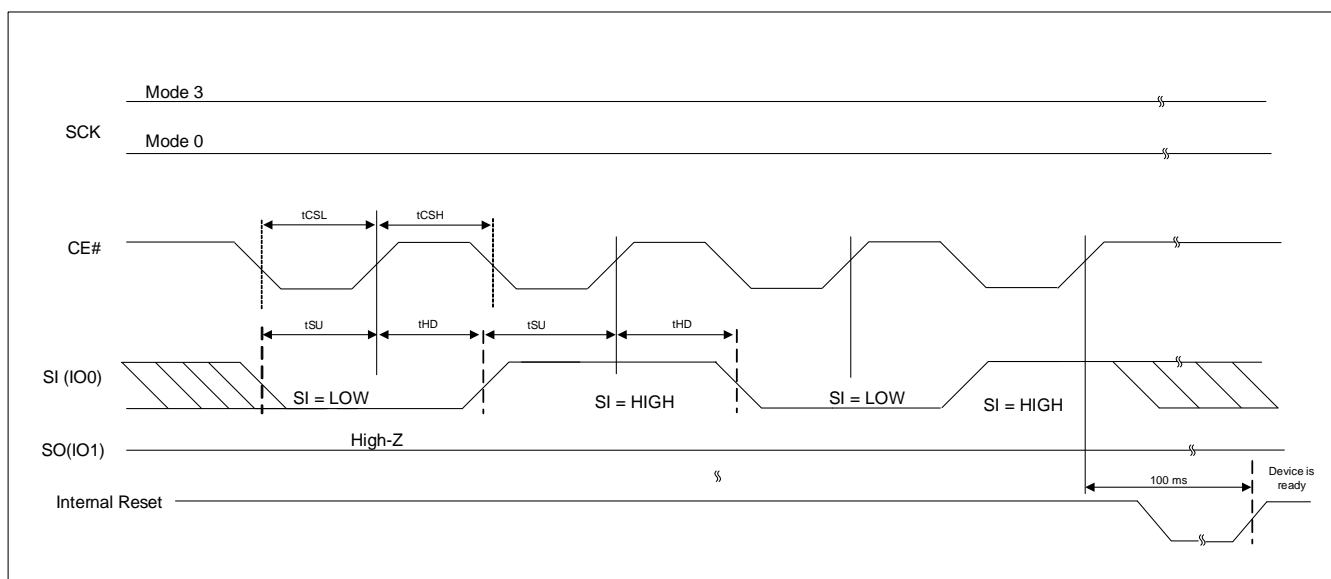 Mode 3
SCK
Mode 0
tCSL tCSH
CE#
tSU tHD tSU tHD
SI (IO0)
SI = LOW SI = HIGH SI = LOW SI = HIGH
High-Z
SO(IO1)
100 ms Device is
ready
Internal Reset